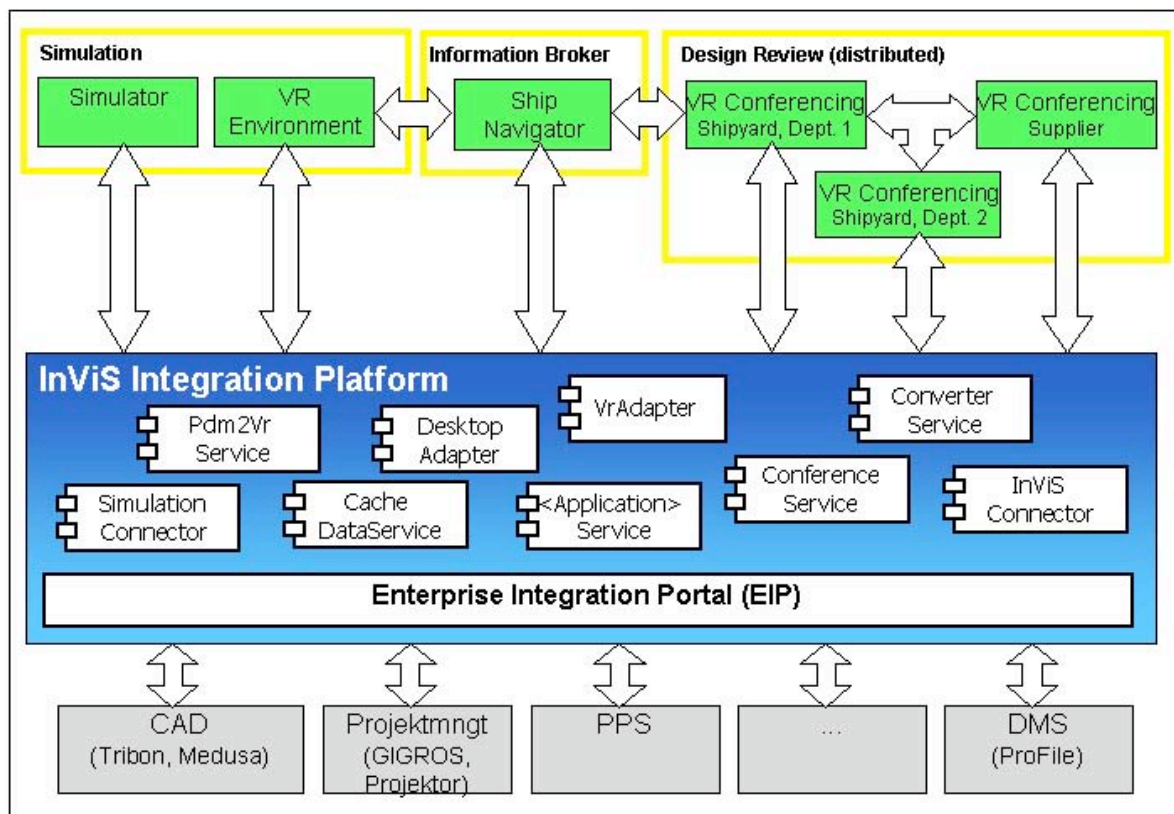 Simulation
Information Broker
Design Review (distributed)
Simulator
VR
Environment
Ship
Navigator
VR Conferencing
Shipyard, Dept. 1
VR Conferencing
Supplier
VR Conferencing
Shipyard, Dept. 2
InViS Integration Platform
Pdm2Vr
Service
Desktop
Adapter
VrAdapter
Converter
Service
Simulation
Connector
Cache
DataService
<Application>
Service
Conference
Service
InViS
Connector
Enterprise Integration Portal (EIP)
CAD
(Tribon, Medusa)
Projektmngt
(GIGROS,
Projektor)
PPS
...
DMS
(ProFile)